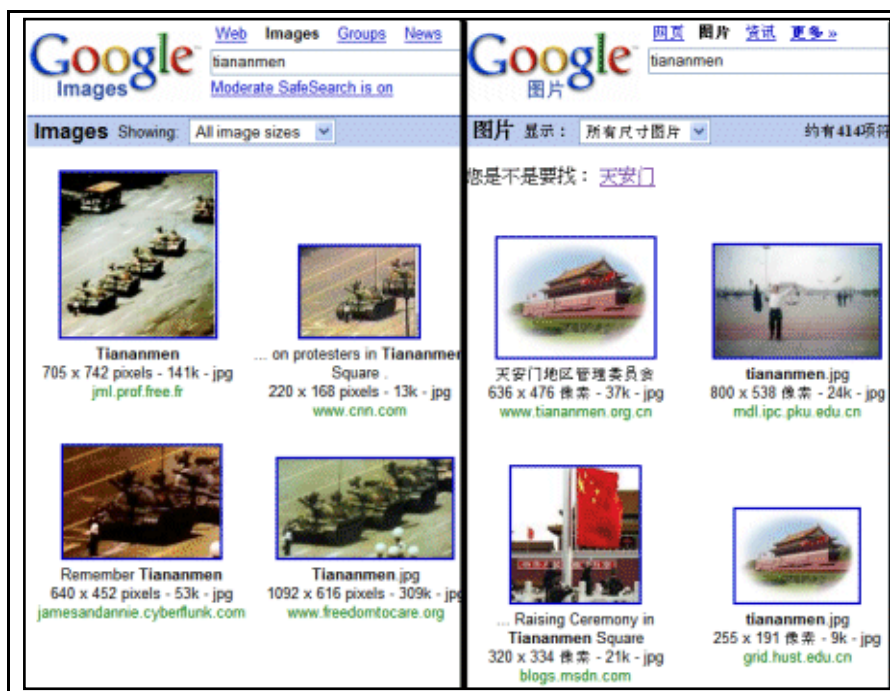 Web Images Groups News
Google™
Images
tiananmen
Moderate SafeSearch is on
Images Showing: All image sizes
Tiananmen
705 x 742 pixels - 141k - jpg
jml.prof.free.fr
... on protesters in Tiananmen
Square .
220 x 168 pixels - 13k - jpg
www.cnn.com
Remember Tiananmen
640 x 452 pixels - 53k - jpg
jamesandannie.cyberflunk.com
Tiananmen.jpg
1092 x 616 pixels - 309k - jpg
www.freedomtocare.org
网页 图片 资讯 更多 »
Google™
图片
tiananmen
图片 显示： 所有尺寸图片 约有414项符
您是不是要找： 天安门
天安门地区管理委员会
636 x 476 像素 - 37k - jpg
www.tiananmen.org.cn
tiananmen.jpg
800 x 538 像素 - 24k - jpg
mdl.ipc.pku.edu.cn
... Raising Ceremony in
Tiananmen Square
320 x 334 像素 - 21k - jpg
blogs.msdn.com
tiananmen.jpg
255 x 191 像素 - 9k - jpg
grid.hust.edu.cn